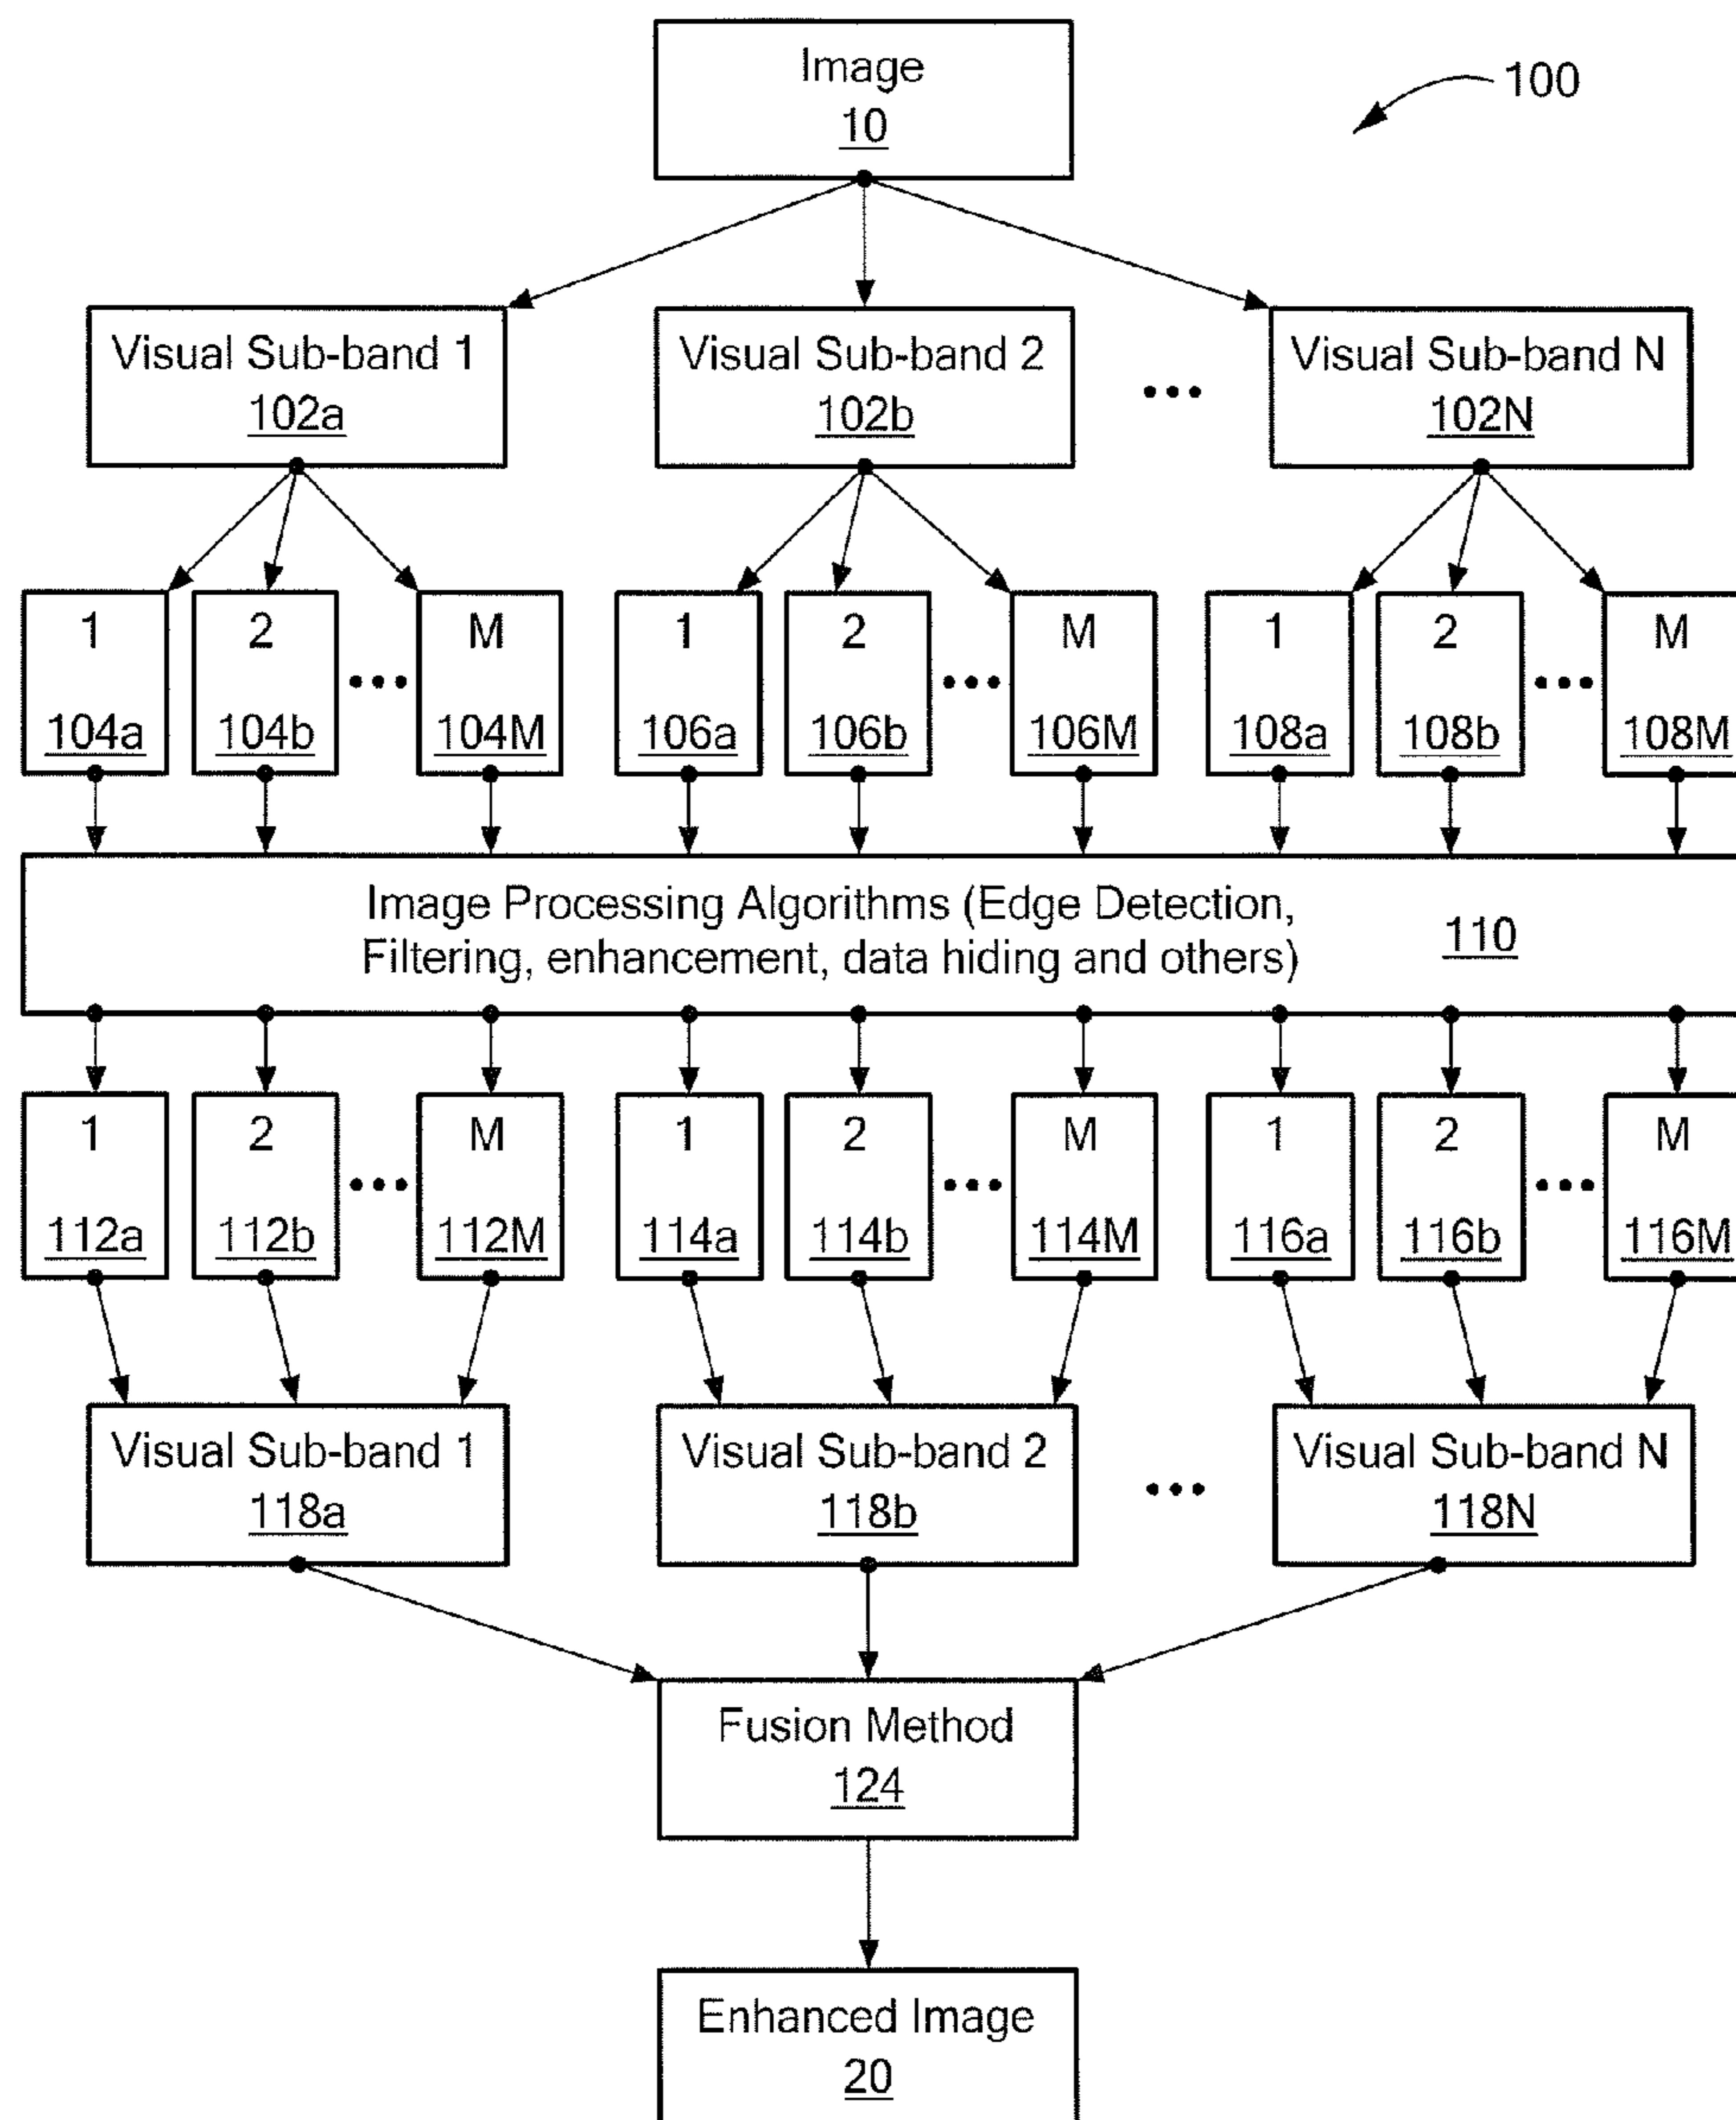 Image
10
100
Visual Sub-band 1
102a
Visual Sub-band 2
102b
...
Visual Sub-band N
102N
1
104a
2
104b
...
M
104M
1
106a
2
106b
...
M
106M
1
108a
2
108b
...
M
108M
Image Processing Algorithms (Edge Detection,
Filtering, enhancement, data hiding and others)
110
1
112a
2
112b
...
M
112M
1
114a
2
114b
...
M
114M
1
116a
2
116b
...
M
116M
Visual Sub-band 1
118a
Visual Sub-band 2
118b
...
Visual Sub-band N
118N
Fusion Method
124
Enhanced Image
20